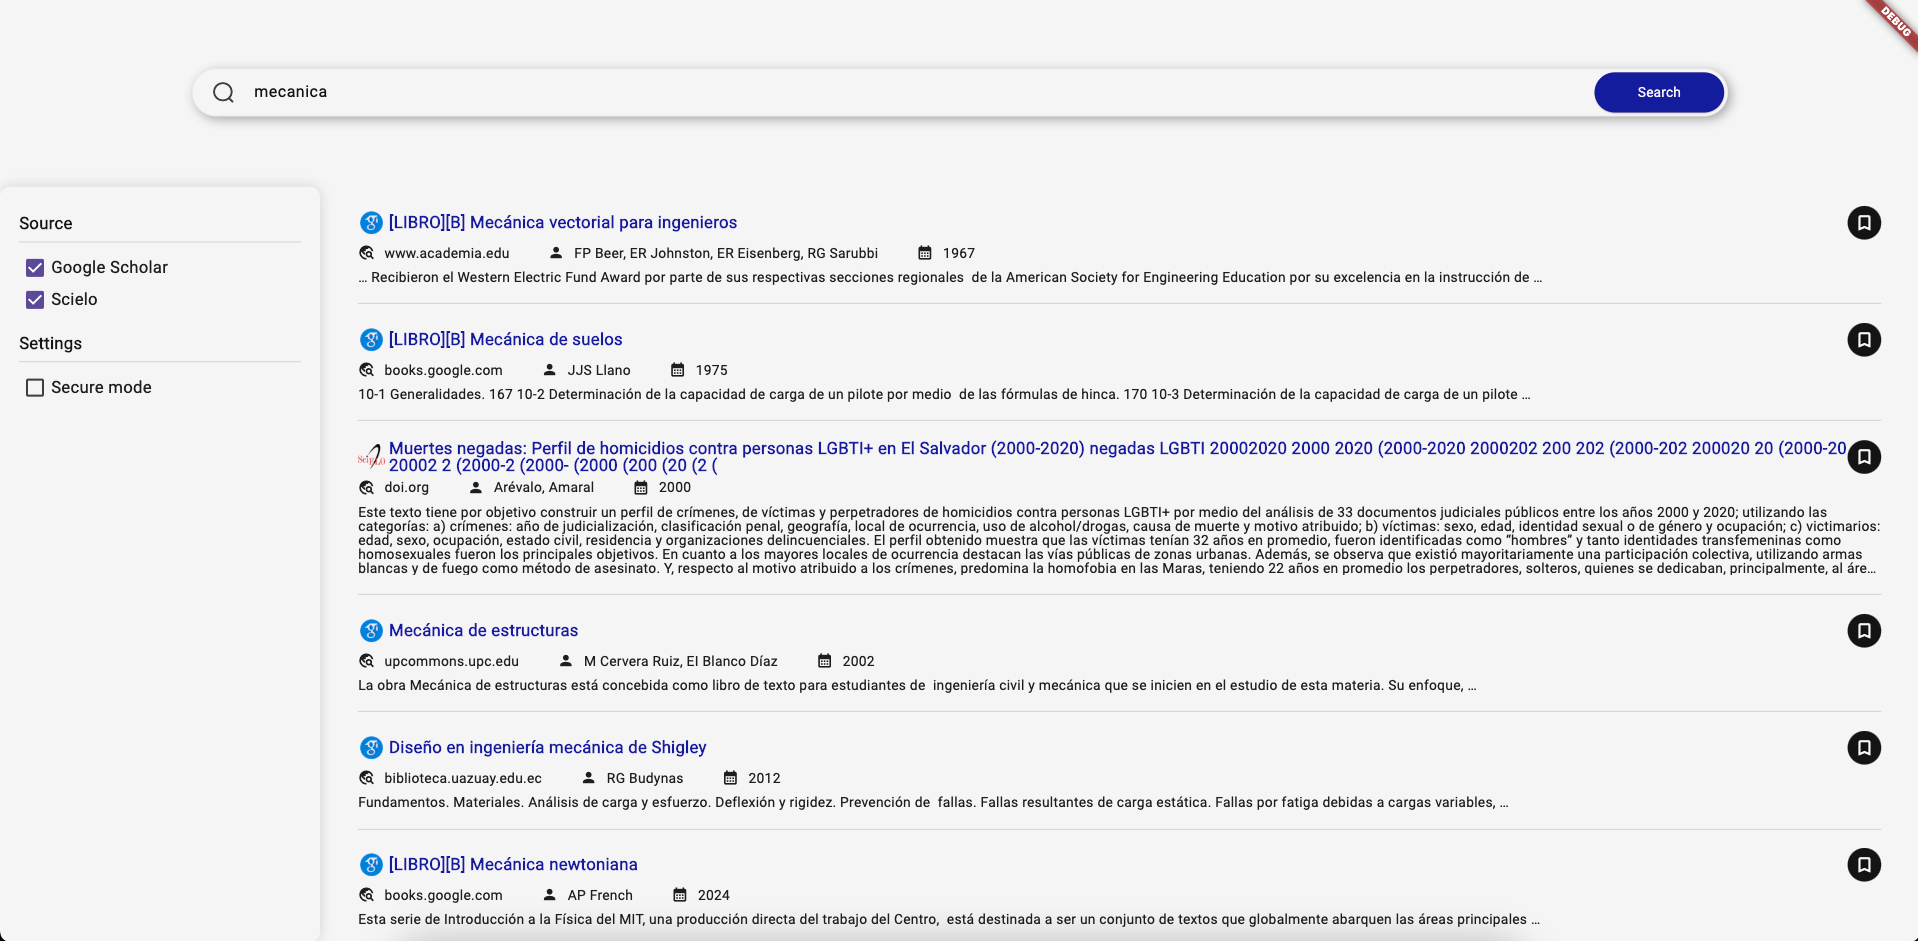 DEBUG
mecanica
Search
Source
Google Scholar
Scielo
Settings
Secure mode
[LIBRO][B] Mecánica vectorial para ingenieros
www.academia.edu FP Beer, ER Johnston, ER Eisenberg, RG Sarubbi 1967
… Recibieron el Western Electric Fund Award por parte de sus respectivas secciones regionales de la American Society for Engineering Education por su excelencia en la instrucción de …
[LIBRO][B] Mecánica de suelos
books.google.com JJS Llano 1975
10-1 Generalidades. 167 10-2 Determinación de la capacidad de carga de un pilote por medio de las fórmulas de hinca. 170 10-3 Determinación de la capacidad de carga de un pilote …
Muertes negadas: Perfil de homicidios contra personas LGBTI+ en El Salvador (2000-2020) negadas LGBTI 20002020 2000 2020 (2000-2020 2000202 200 202 (2000-202 200020 20 (2000-20
20002 2 (2000-2 (2000- (2000 (200 (20 (2 (
doi.org Arévalo, Amaral 2000
Este texto tiene por objetivo construir un perfil de crímenes, de víctimas y perpetradores de homicidios contra personas LGBTI+ por medio del análisis de 33 documentos judiciales públicos entre los años 2000 y 2020; utilizando las
categorías: a) crímenes: año de judicialización, clasificación penal, geografía, local de ocurrencia, uso de alcohol/drogas, causa de muerte y motivo atribuido; b) víctimas: sexo, edad, identidad sexual o de género y ocupación; c) victimarios:
edad, sexo, ocupación, estado civil, residencia y organizaciones delincuenciales. El perfil obtenido muestra que las víctimas tenían 32 años en promedio, fueron identificadas como “hombres” y tanto identidades transfemeninas como
homosexuales fueron los principales objetivos. En cuanto a los mayores locales de ocurrencia destacan las vías públicas de zonas urbanas. Además, se observa que existió mayoritariamente una participación colectiva, utilizando armas
blancas y de fuego como método de asesinato. Y, respecto al motivo atribuido a los crímenes, predomina la homofobia en las Maras, teniendo 22 años en promedio los perpetradores, solteros, quienes se dedicaban, principalmente, al áre…
Mecánica de estructuras
upcommons.upc.edu M Cervera Ruiz, EI Blanco Díaz 2002
La obra Mecánica de estructuras está concebida como libro de texto para estudiantes de ingeniería civil y mecánica que se inicien en el estudio de esta materia. Su enfoque, …
Diseño en ingeniería mecánica de Shigley
biblioteca.uazuay.edu.ec RG Budynas 2012
Fundamentos. Materiales. Análisis de carga y esfuerzo. Deflexión y rigidez. Prevención de fallas. Fallas resultantes de carga estática. Fallas por fatiga debidas a cargas variables, …
[LIBRO][B] Mecánica newtoniana
books.google.com AP French 2024
Esta serie de Introducción a la Física del MIT, una producción directa del trabajo del Centro, está destinada a ser un conjunto de textos que globalmente abarquen las áreas principales …